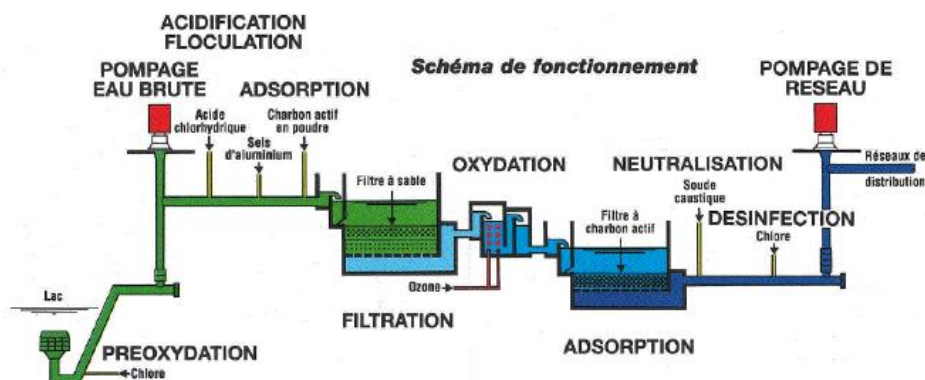 ACIDIFICATION
FLOCULATION
POMPAGE
EAU BRUTE
ADSORPTION
Schéma de fonctionnement
POMPAGE DE
RESEAU
Acide
chlorhydrique
Sels
d'aluminium
Charbon actif
en poudre
Filtre à sable
OXYDATION
NEUTRALISATION
Soude
caustique
Réseaux de
distribution
Filtre à
charbon actif
DESINFECTION
Chlore
Ozone
Lac
FILTRATION
ADSORPTION
PREOXYDATION
Chlore